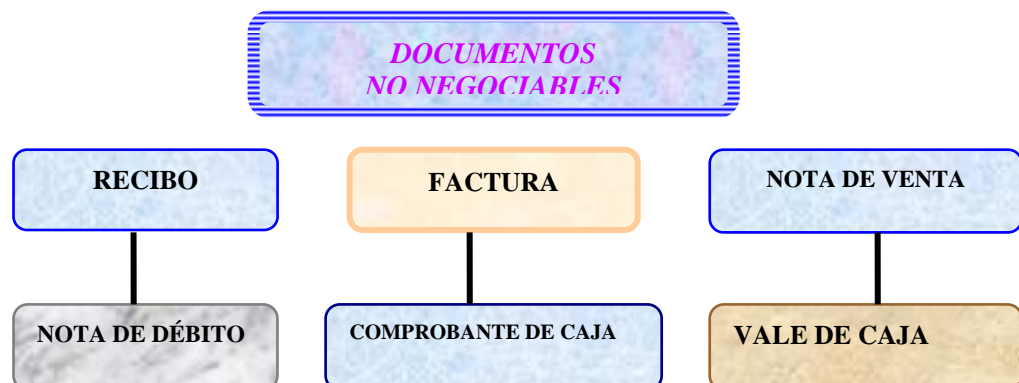 DOCUMENTOS
NO NEGOCIABLES
RECIBO
FACTURA
NOTA DE VENTA
NOTA DE DÉBITO
COMPROBANTE DE CAJA
VALE DE CAJA